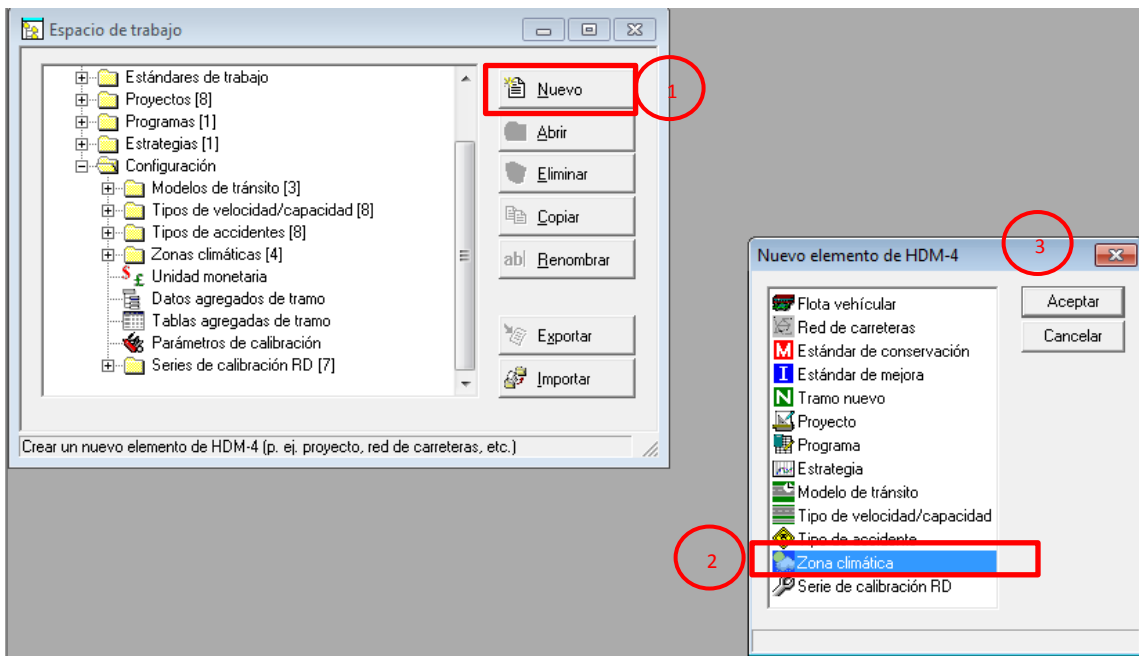 Espacio de trabajo
Estándares de trabajo
Proyectos [8]
Programas [1]
Estrategias [1]
Configuración
Modelos de tránsito [3]
Tipos de velocidad/capacidad [8]
Tipos de accidentes [8]
Zonas climáticas [4]
Unidad monetaria
Datos agregados de tramo
Tablas agregadas de tramo
Parámetros de calibración
Series de calibración RD [7]
Nuevo
1
Abrir
Eliminar
Copiar
ab Renombrar
Exportar
Importar
Crear un nuevo elemento de HDM-4 (p. ej. proyecto, red de carreteras, etc.)
Nuevo elemento de HDM-4
3
Flota vehícular
Red de carreteras
M Estándar de conservación
I Estándar de mejora
N Tramo nuevo
Proyecto
Programa
Estrategia
Modelo de tránsito
Tipo de velocidad/capacidad
Tipo de accidente
2
Zona climática
Serie de calibración RD
Aceptar
Cancelar